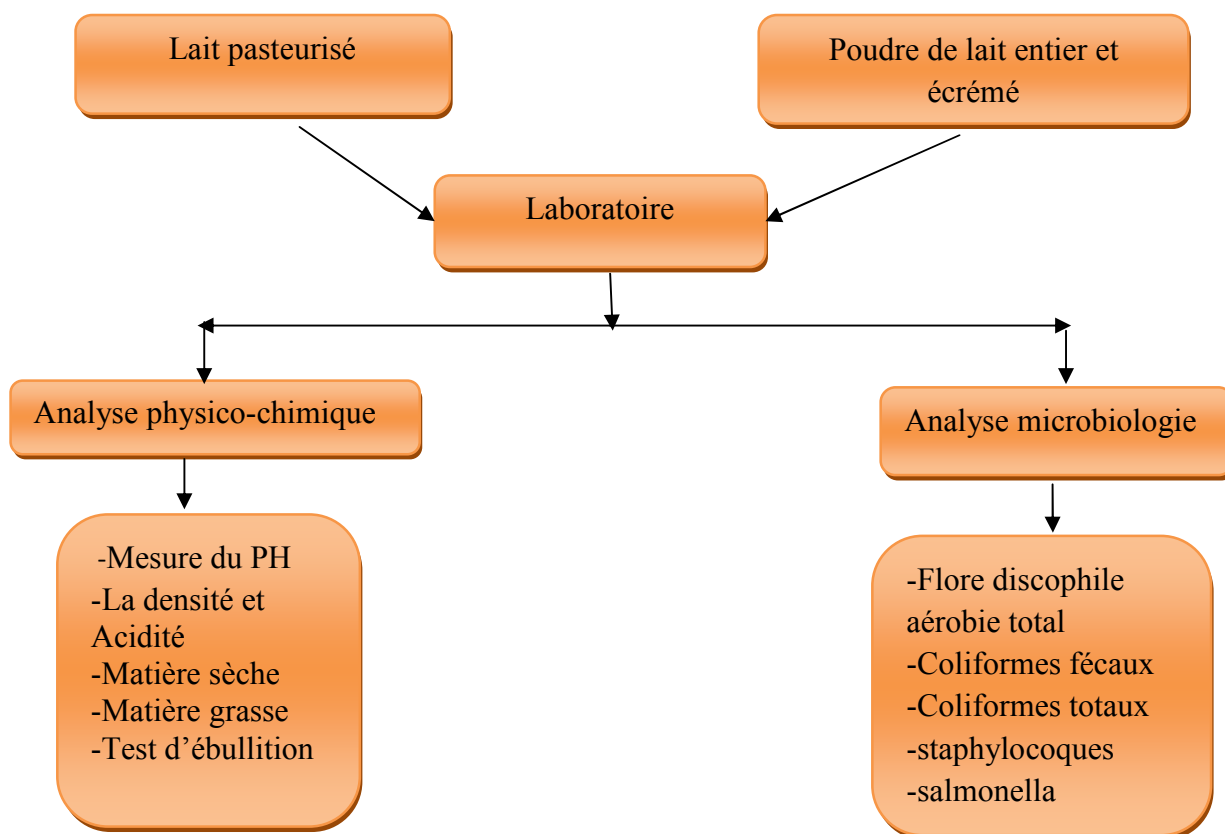 Lait pasteurisé
Poudre de lait entier et
écrémé
Laboratoire
Analyse physico-chimique
Analyse microbiologie
-Mesure du PH
-La densité et
Acidité
-Matière sèche
-Matière grasse
-Test d’ébullition
-Flore discophile
aérobie total
-Coliformes fécaux
-Coliformes totaux
-staphylocoques
-salmonella